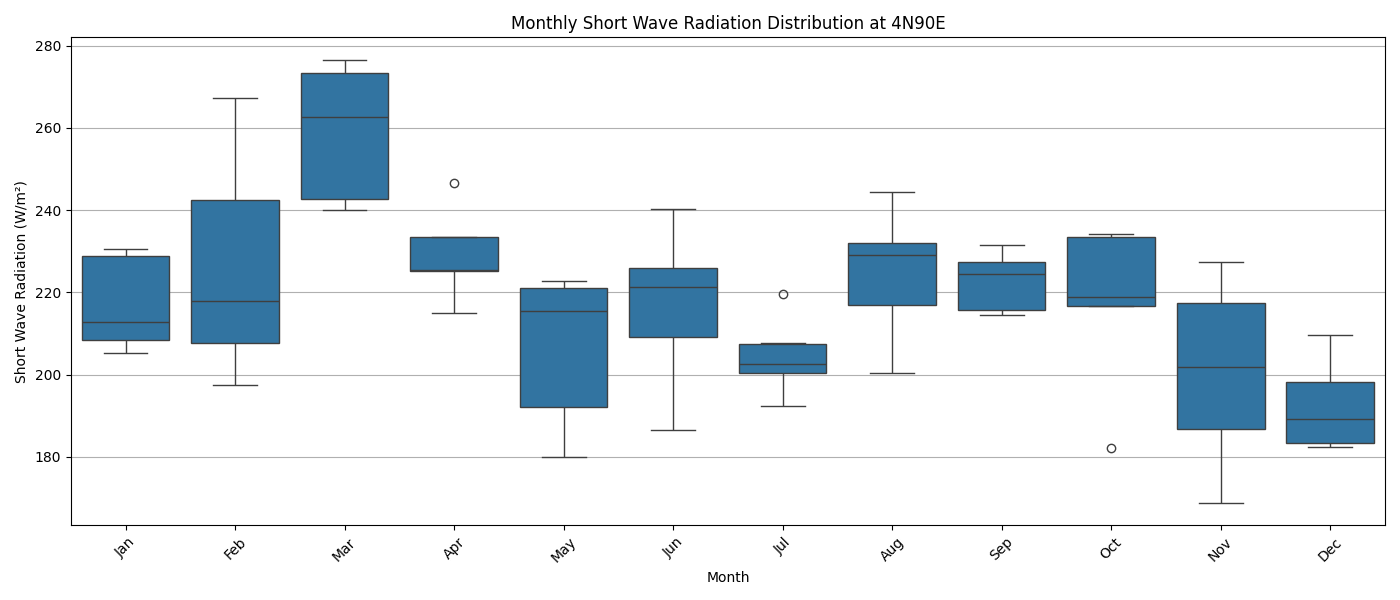 Monthly Short Wave Radiation Distribution at 4N90E
Short Wave Radiation (W/m²)
280
260
240
220
200
180
Jan
Feb
Mar
Apr
May
Jun
Jul
Aug
Sep
Oct
Nov
Dec
Month